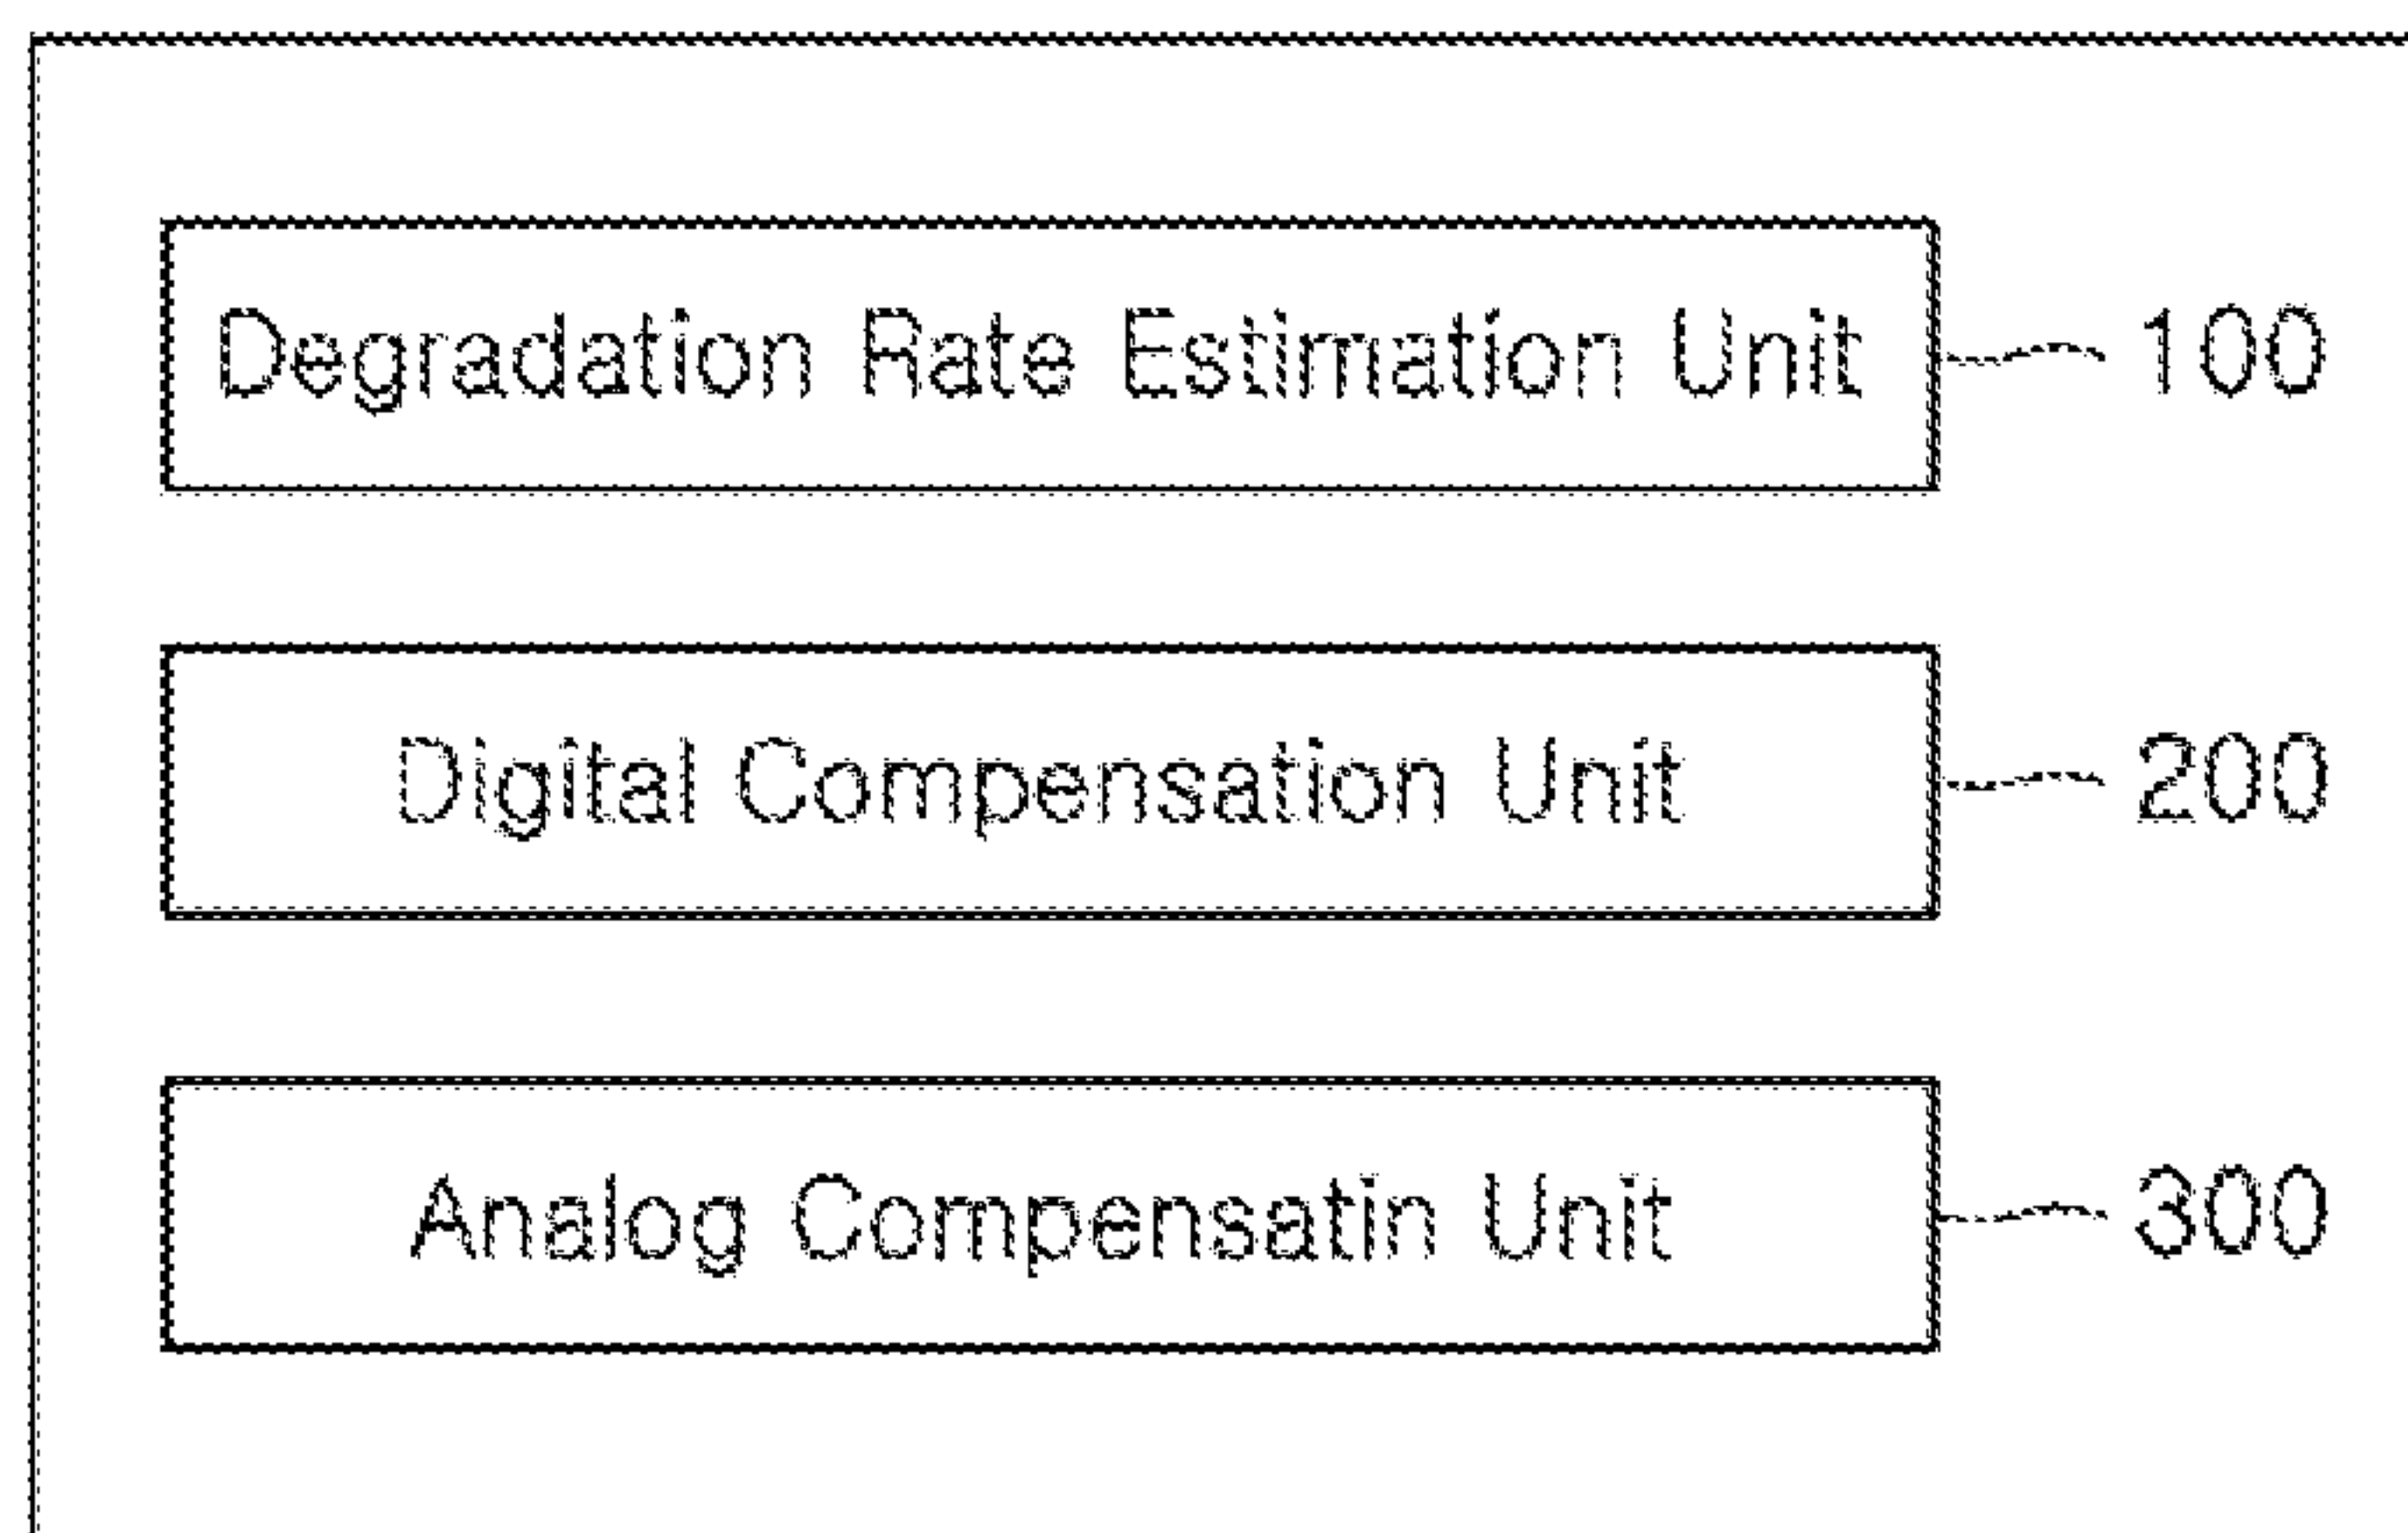 Degradation Rate Estimation Unit 100
Digital Compensation Unit 200
Analog Compensatin Unit 300